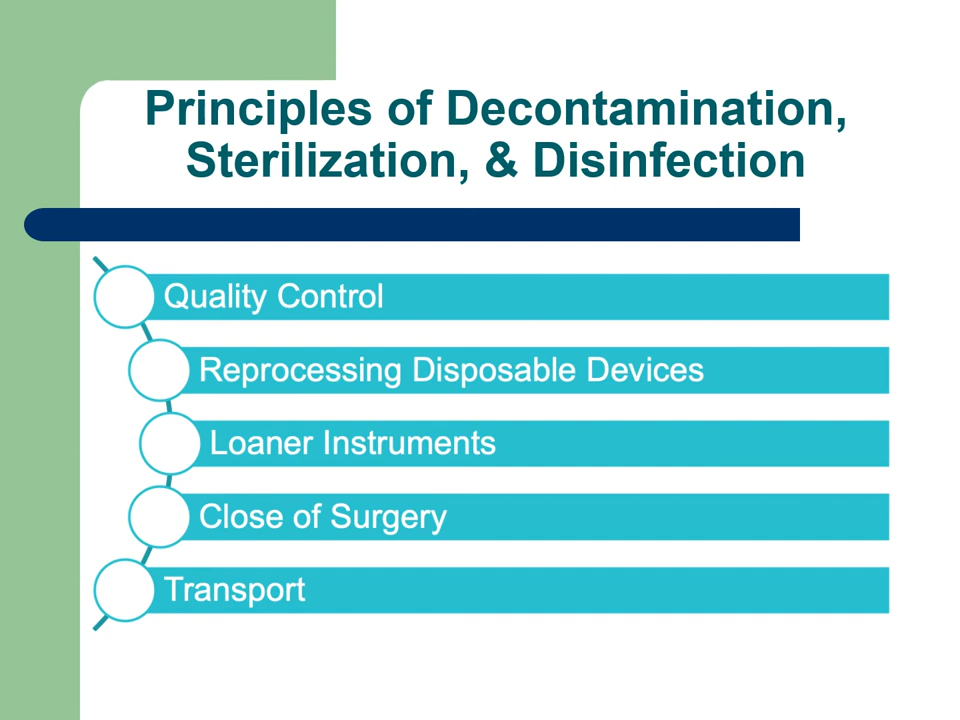 Principles of Decontamination,
Sterilization, & Disinfection
Quality Control
Reprocessing Disposable Devices
Loaner Instruments
Close of Surgery
Transport